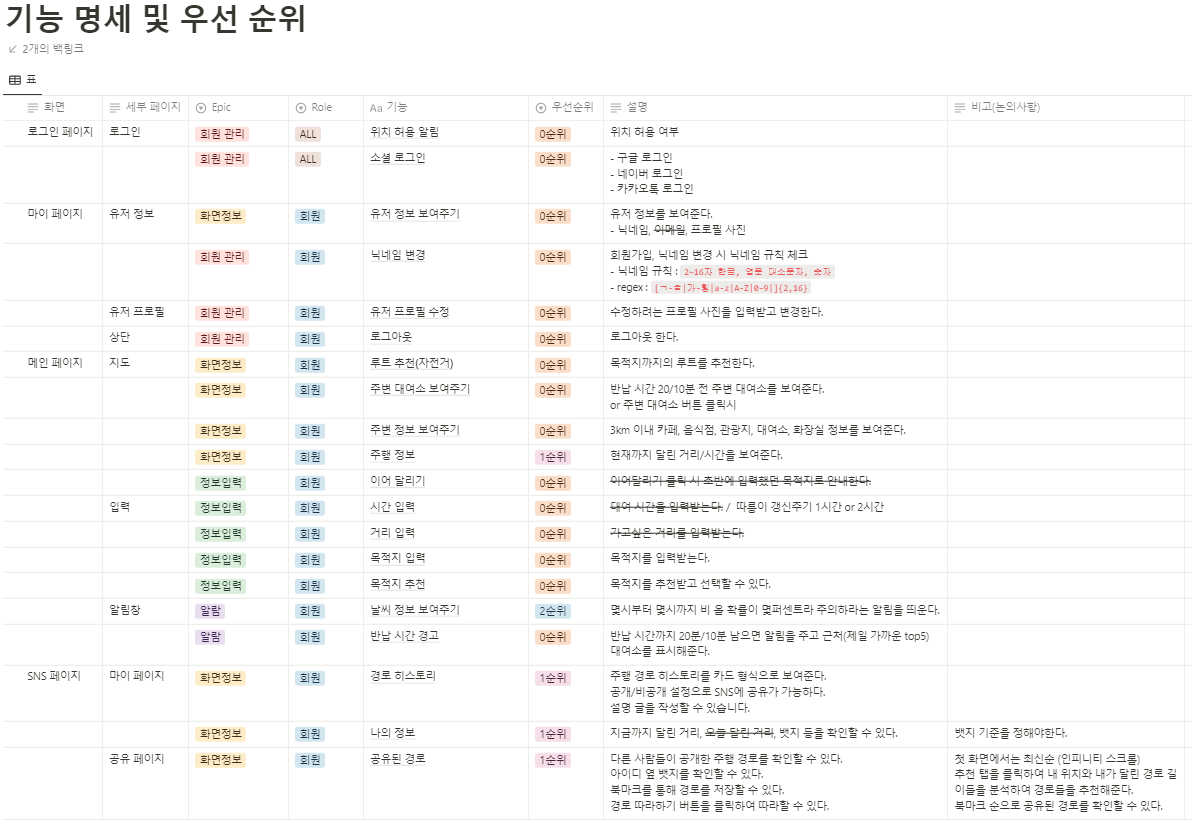 기능 명세 및 우선 순위
2개의 백링크
표
화면 세부 페이지 Epic Role Aa 기능 우선순위 설명 비고(논의사항)
로그인 페이지 로그인 회원 관리 ALL 위치 허용 알림 0순위 위치 허용 여부
회원 관리 ALL 소셜 로그인 0순위 - 구글 로그인
- 네이버 로그인
- 카카오톡 로그인
마이 페이지 유저 정보 화면정보 회원 유저 정보 보여주기 0순위 유저 정보를 보여준다.
- 닉네임, 이메일, 프로필 사진
회원 관리 회원 닉네임 변경 0순위 회원가입, 닉네임 변경 시 닉네임 규칙 체크
- 닉네임 규칙 : 2~16자 한글, 영문 대소문자, 숫자
- regex : [ㄱ-ㅎ|가-힣|a-z|A-Z|0-9|]{2,16}
유저 프로필 회원 관리 회원 유저 프로필 수정 0순위 수정하려는 프로필 사진을 입력받고 변경한다.
상단 회원 관리 회원 로그아웃 0순위 로그아웃 한다.
메인 페이지 지도 화면정보 회원 루트 추천(자전거) 0순위 목적지까지의 루트를 추천한다.
화면정보 회원 주변 대여소 보여주기 0순위 반납 시간 20/10분 전 주변 대여소를 보여준다.
or 주변 대여소 버튼 클릭시
화면정보 회원 주변 정보 보여주기 0순위 3km 이내 카페, 음식점, 관광지, 대여소, 화장실 정보를 보여준다.
화면정보 회원 주행 정보 1순위 현재까지 달린 거리/시간을 보여준다.
정보입력 회원 이어 달리기 0순위 이어달리기 클릭 시 초반에 입력했던 목적지로 안내한다.
입력 정보입력 회원 시간 입력 0순위 대여 시간을 입력받는다. / 따릉이 갱신주기 1시간 or 2시간
정보입력 회원 거리 입력 0순위 가고싶은 거리를 입력받는다.
정보입력 회원 목적지 입력 0순위 목적지를 입력받는다.
정보입력 회원 목적지 추천 0순위 목적지를 추천받고 선택할 수 있다.
알림창 알람 회원 날씨 정보 보여주기 2순위 몇시부터 몇시까지 비 올 확률이 몇퍼센트라 주의하라는 알림을 띄운다.
알람 회원 반납 시간 경고 0순위 반납 시간까지 20분/10분 남으면 알림을 주고 근처(제일 가까운 top5)
대여소를 표시해준다.
SNS 페이지 마이 페이지 화면정보 회원 경로 히스토리 1순위 주행 경로 히스토리를 카드 형식으로 보여준다.
공개/비공개 설정으로 SNS에 공유가 가능하다.
설명 글을 작성할 수 있습니다.
화면정보 회원 나의 정보 1순위 지금까지 달린 거리, 오늘 달린 거리, 뱃지 등을 확인할 수 있다. 뱃지 기준을 정해야한다.
공유 페이지 화면정보 회원 공유된 경로 1순위 다른 사람들이 공개한 주행 경로를 확인할 수 있다. 첫 화면에서는 최신순 (인피니티 스크롤)
아이디 옆 뱃지를 확인할 수 있다. 추천 탭을 클릭하여 내 위치와 내가 달린 경로 길
북마크를 통해 경로를 저장할 수 있다. 이들을 분석하여 경로들을 추천해준다.
경로 따라하기 버튼을 클릭하여 따라할 수 있다. 북마크 순으로 공유된 경로를 확인할 수 있다.